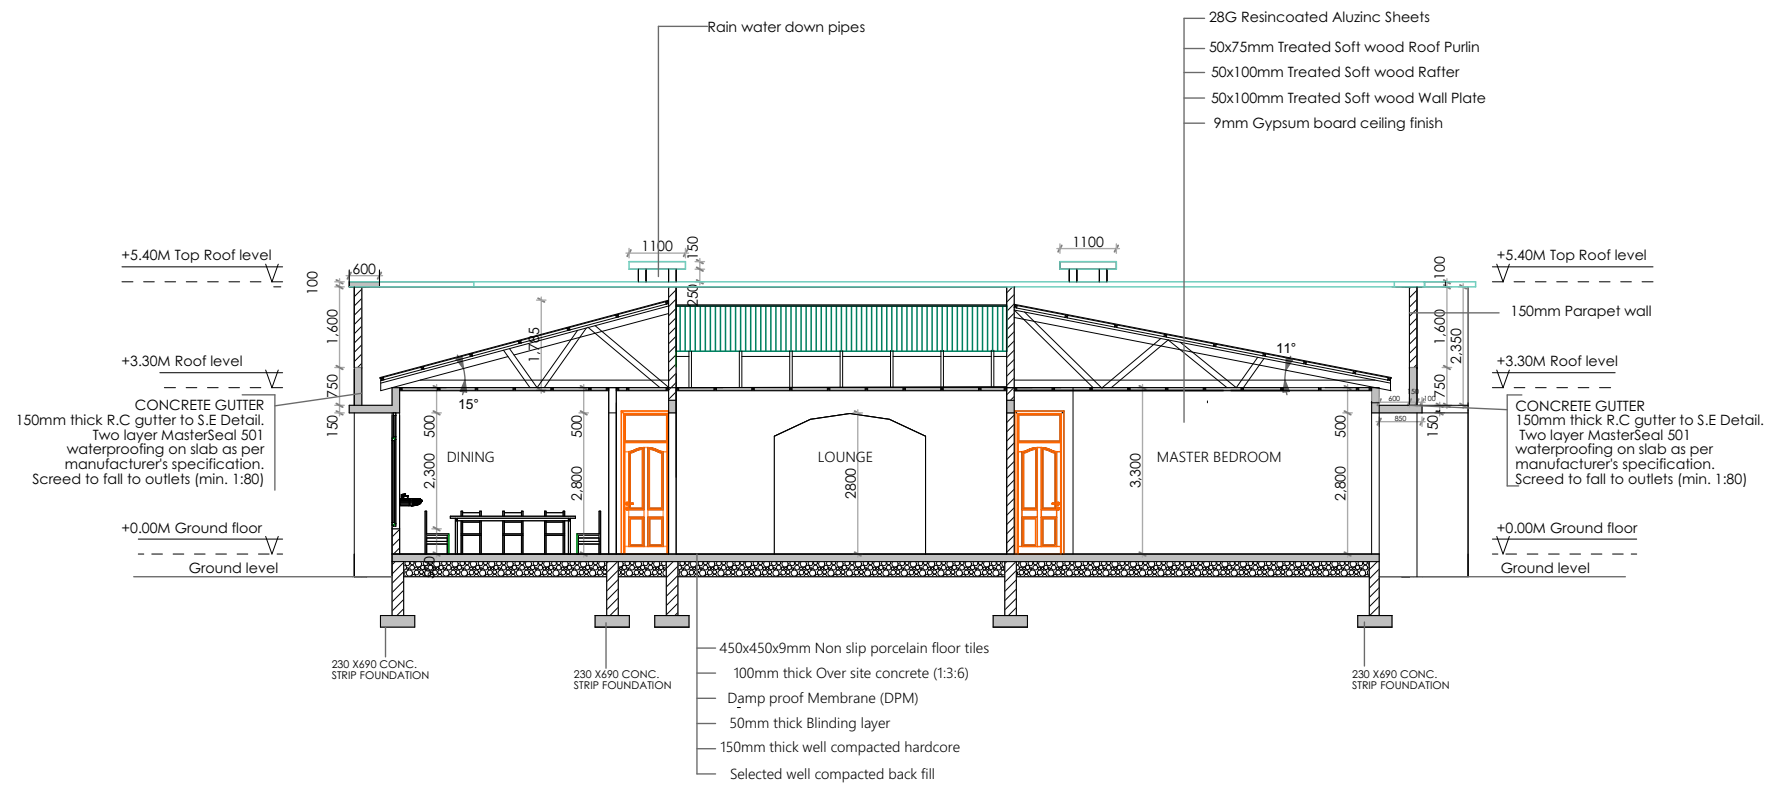 Rain water down pipes
28G Resincoated Aluzinc Sheets
50x75mm Treated Soft wood Roof Purlin
50x100mm Treated Soft wood Rafter
50x100mm Treated Soft wood Wall Plate
9mm Gypsum board ceiling finish
+5.40M Top Roof level
600
100
1100
150
250
1100
+5.40M Top Roof level
100
1,600
1,785
1,600
2,350
150mm Parapet wall
+3.30M Roof level
750
15°
11°
+3.30M Roof level
750
150
600
150
100
850
150
CONCRETE GUTTER
150mm thick R.C gutter to S.E Detail.
Two layer MasterSeal 501
waterproofing on slab as per
manufacturer's specification.
Screed to fall to outlets (min. 1:80)
CONCRETE GUTTER
150mm thick R.C gutter to S.E Detail.
Two layer MasterSeal 501
waterproofing on slab as per
manufacturer's specification.
Screed to fall to outlets (min. 1:80)
500
2,300
DINING
500
2,800
LOUNGE
2800
3,300
MASTER BEDROOM
500
2,800
+0.00M Ground floor
Ground level
+0.00M Ground floor
Ground level
230 X690 CONC.
STRIP FOUNDATION
230 X690 CONC.
STRIP FOUNDATION
230 X690 CONC.
STRIP FOUNDATION
450x450x9mm Non slip porcelain floor tiles
100mm thick Over site concrete (1:3:6)
Damp proof Membrane (DPM)
50mm thick Blinding layer
150mm thick well compacted hardcore
Selected well compacted back fill